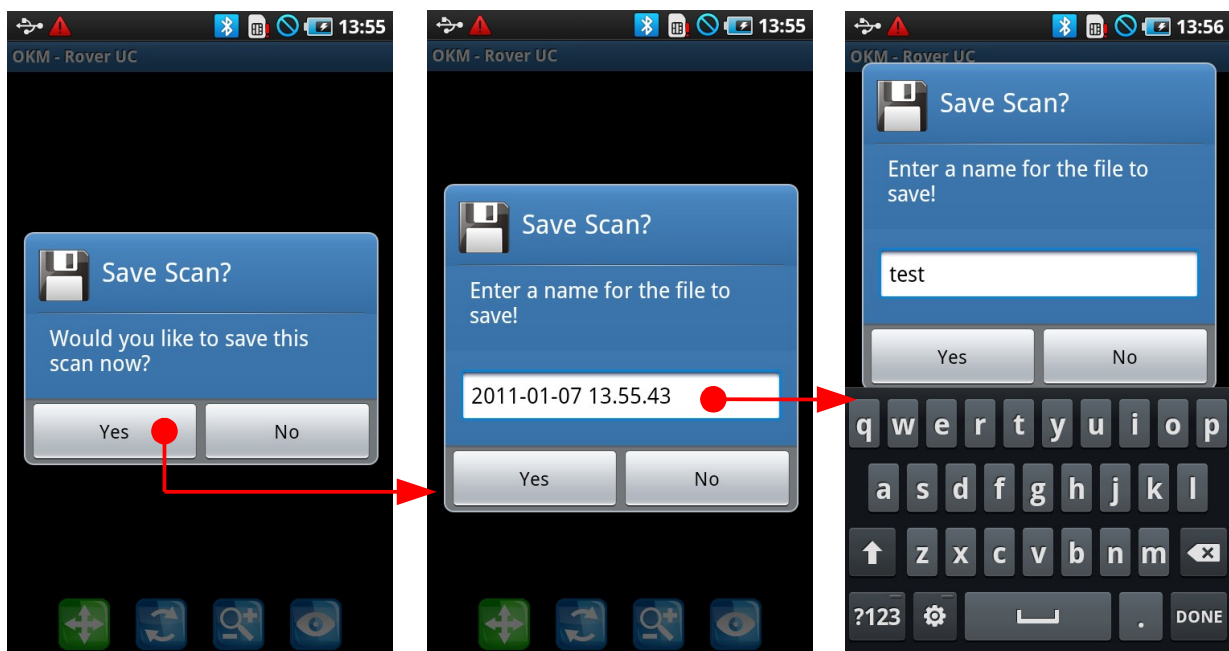 13:55
OKM - Rover UC
Save Scan?
Would you like to save this
scan now?
Yes
No
13:55
OKM - Rover UC
Save Scan?
Enter a name for the file to
save!
2011-01-07 13.55.43
Yes
No
13:56
OKM - Rover UC
Save Scan?
Enter a name for the file to
save!
test
Yes
No
q w e r t y u i o p
a s d f g h j k l
z x c v b n m
?123 . DONE